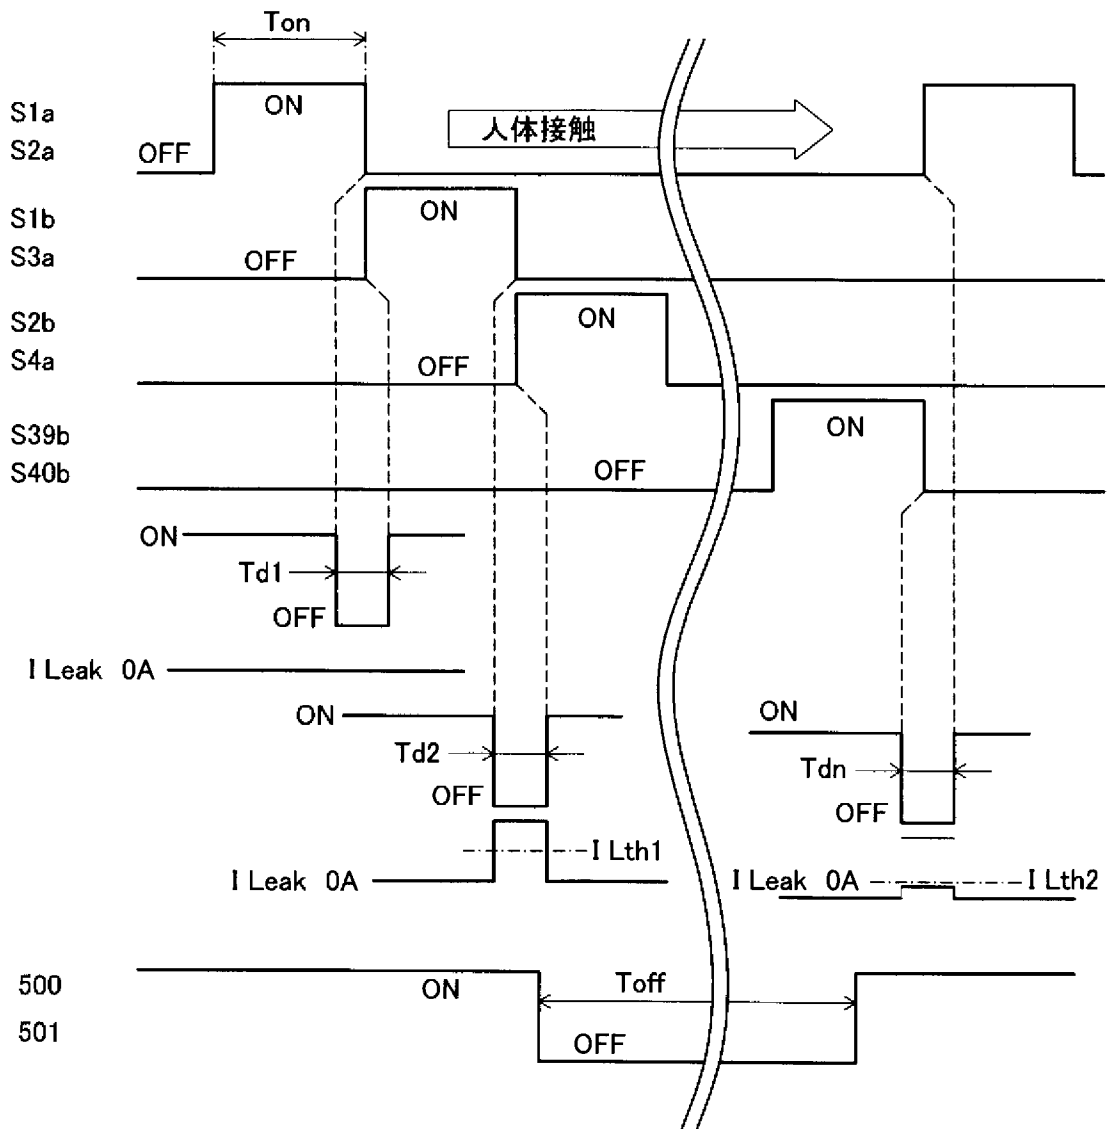 Ton
S1a
ON
人体接触
S2a
OFF
S1b
ON
S3a
OFF
S2b
ON
S4a
OFF
S39b
ON
S40b
OFF
ON
Td1
OFF
I Leak 0A
ON
Td2
OFF
I Lth1
I Leak 0A
ON
Tdn
OFF
I Leak 0A
I Lth2
500
ON
Toff
501
OFF